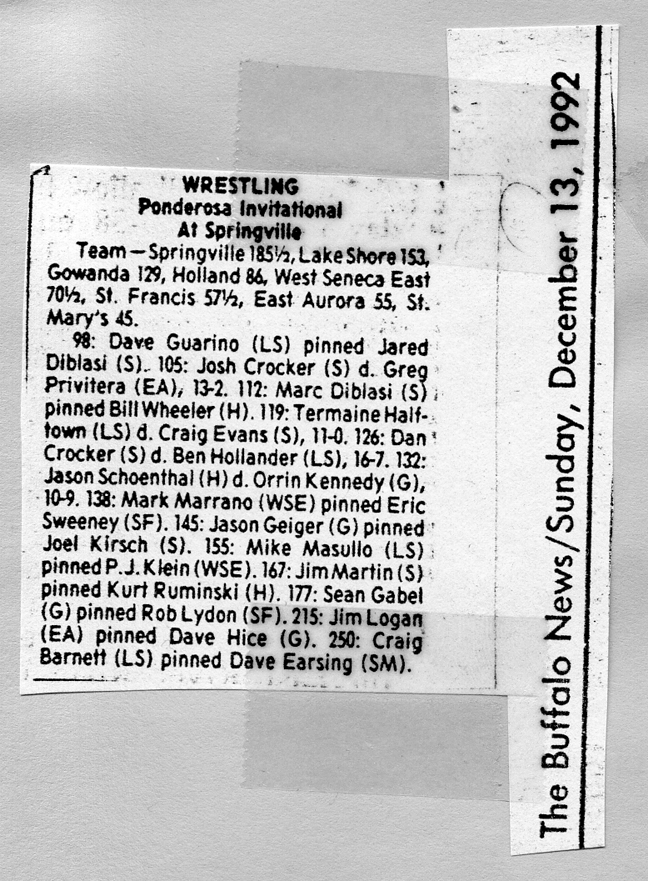 WRESTLING
Ponderosa Invitational
At Springville
Team — Springville 185½, Lake Shore 153,
Gowanda 129, Holland 86, West Seneca East
70½, St. Francis 57½, East Aurora 55, St.
Mary's 45.
98: Dave Guarino (LS) pinned Jared
Diblasi (S). 105: Josh Crocker (S) d. Greg
Privitera (EA), 13-2. 112: Marc Diblasi (S)
pinned Bill Wheeler (H). 119: Termaine Half-
town (LS) d. Craig Evans (S), 11-0. 126: Dan
Crocker (S) d. Ben Hollander (LS), 16-7. 132:
Jason Schoenthal (H) d. Orrin Kennedy (G),
10-9. 138: Mark Marrano (WSE) pinned Eric
Sweeney (SF). 145: Jason Geiger (G) pinned
Joel Kirsch (S). 155: Mike Masullo (LS)
pinned P.J. Klein (WSE). 167: Jim Martin (S)
pinned Kurt Ruminski (H). 177: Sean Gabel
(G) pinned Rob Lydon (SF). 215: Jim Logan
(EA) pinned Dave Hice (G). 250: Craig
Barnett (LS) pinned Dave Earsing (SM).
The Buffalo News/Sunday, December 13, 1992